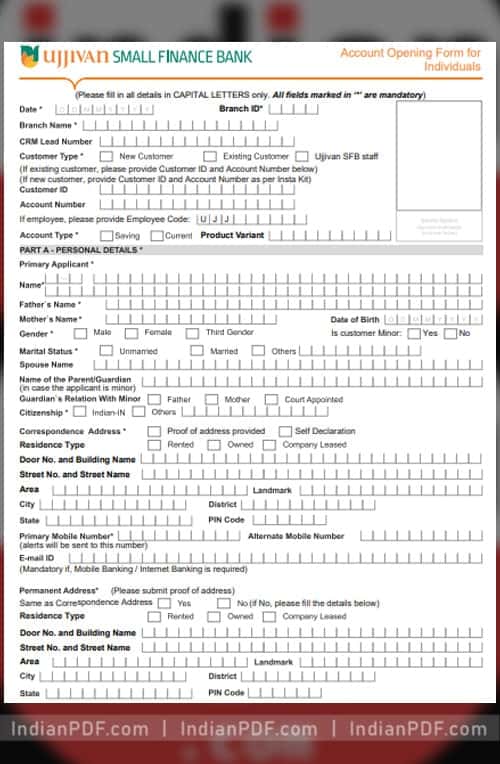 UJJIVAN SMALL FINANCE BANK
Account Opening Form for
Individuals
(Please fill in all details in CAPITAL LETTERS only. All fields marked in '*' are mandatory)
Date * D D M M Y Y Y Y Branch ID*
Branch Name *
CRM Lead Number
Customer Type * New Customer Existing Customer Ujjivan SFB staff
(If existing customer, please provide Customer ID and Account Number below)
(If new customer, provide Customer ID and Account Number as per Insta Kit)
Customer ID
Account Number
If employee, please provide Employee Code: U J J
Account Type * Saving Current Product Variant
PART A - PERSONAL DETAILS *
Primary Applicant *
Name*
Father`s Name *
Mother`s Name* Date of Birth D D M M Y Y Y Y
Gender * Male Female Third Gender Is customer Minor: Yes No
Marital Status * Unmarried Married Others
Spouse Name
Name of the Parent/Guardian
(in case the applicant is minor)
Guardian`s Relation With Minor Father Mother Court Appointed
Citizenship * Indian-IN Others
Correspondence Address * Proof of address provided Self Declaration
Residence Type Rented Owned Company Leased
Door No. and Building Name
Street No. and Street Name
Area Landmark
City District
State PIN Code
Primary Mobile Number* Alternate Mobile Number
(alerts will be sent to this number)
E-mail ID
(Mandatory if, Mobile Banking / Internet Banking is required)
Permanent Address* (Please submit proof of address)
Same as Correspondence Address Yes No (If No, please fill the details below)
Residence Type Rented Owned Company Leased
Door No. and Building Name
Street No. and Street Name
Area Landmark
City District
State PIN Code
IndianPDF.com | IndianPDF.com | IndianPDF.com
.com